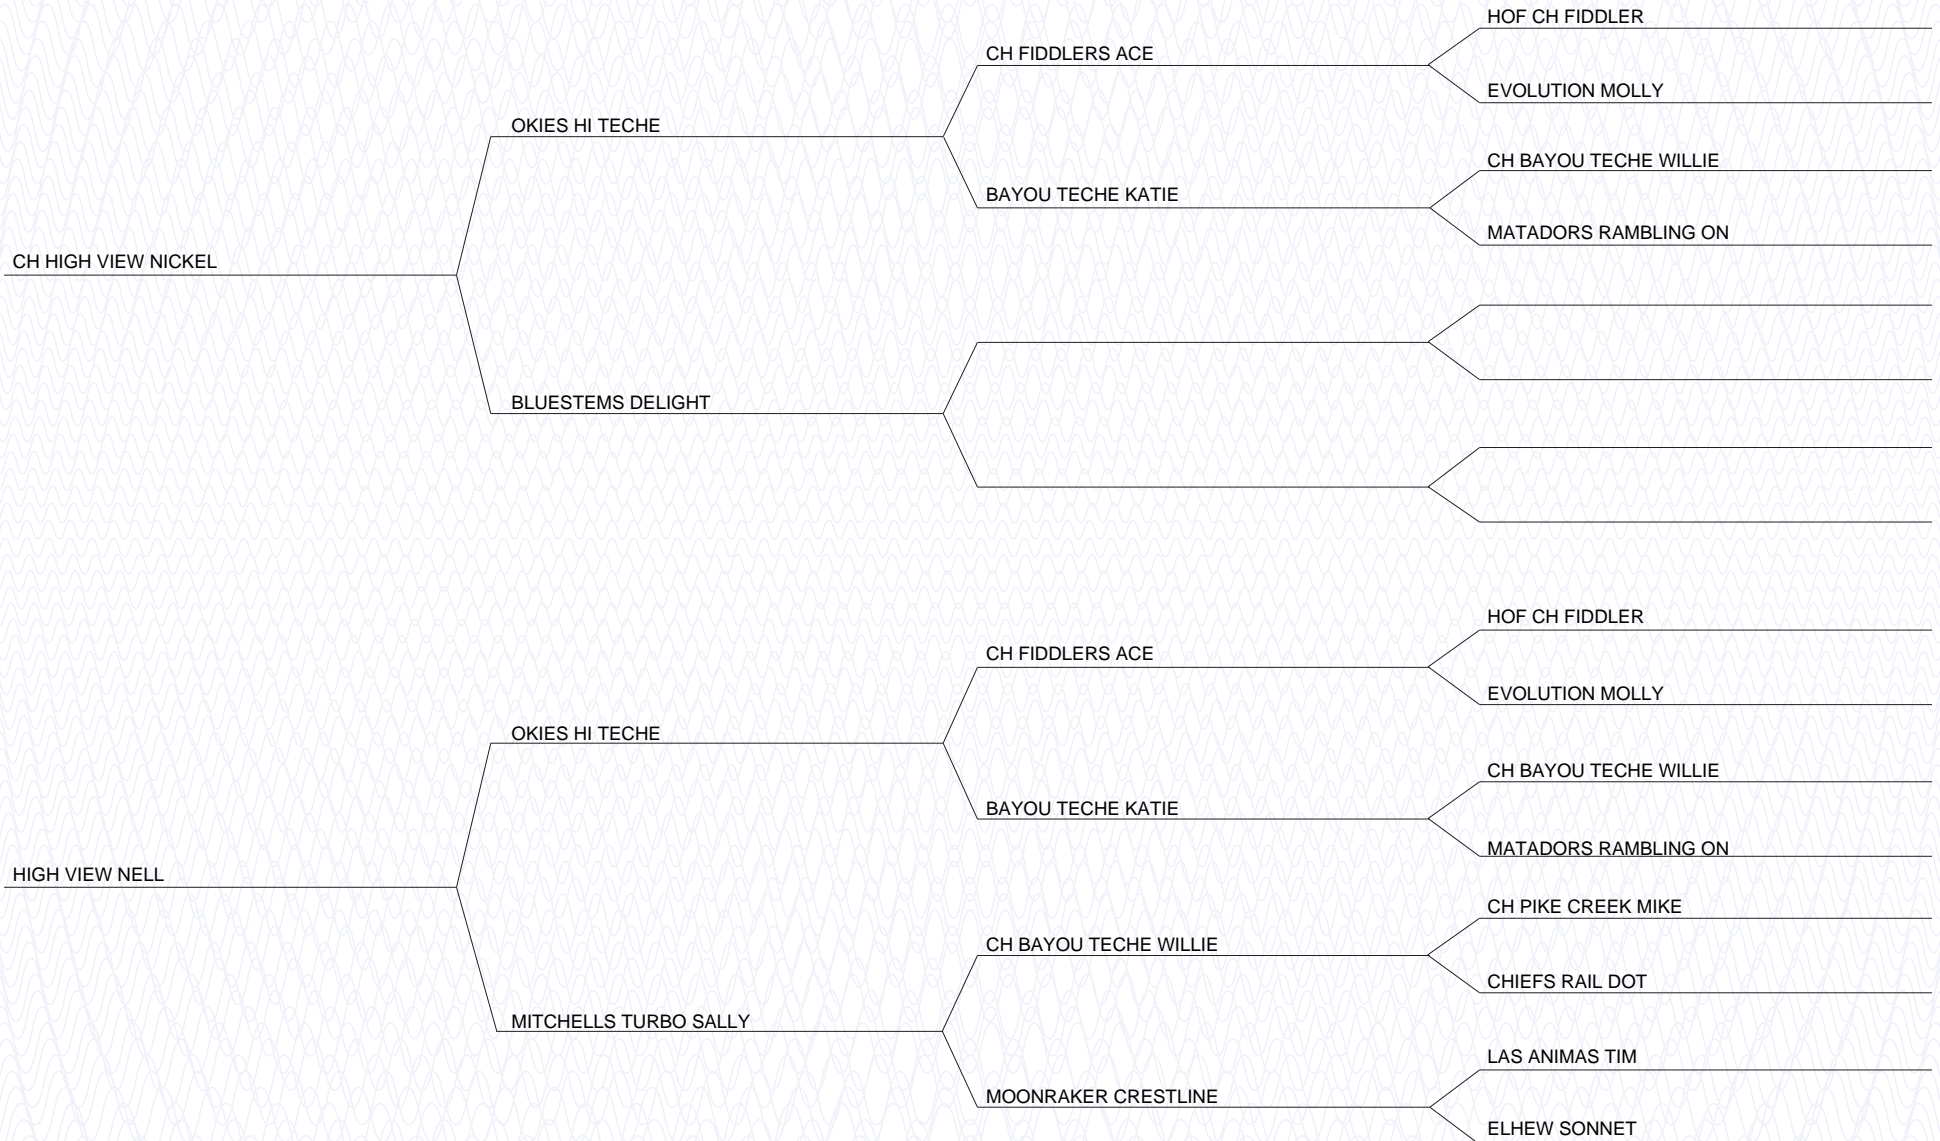 HOF CH FIDDLER
CH FIDDLERS ACE
EVOLUTION MOLLY
OKIES HI TECHE
CH BAYOU TECHE WILLIE
BAYOU TECHE KATIE
MATADORS RAMBLING ON
CH HIGH VIEW NICKEL
BLUESTEMS DELIGHT
HOF CH FIDDLER
CH FIDDLERS ACE
EVOLUTION MOLLY
OKIES HI TECHE
CH BAYOU TECHE WILLIE
BAYOU TECHE KATIE
MATADORS RAMBLING ON
HIGH VIEW NELL
CH PIKE CREEK MIKE
CH BAYOU TECHE WILLIE
CHIEFS RAIL DOT
MITCHELLS TURBO SALLY
LAS ANIMAS TIM
MOONRAKER CRESTLINE
ELHEW SONNET